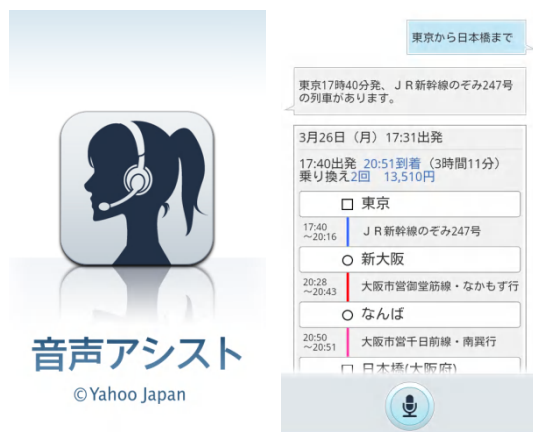 音声アシスト
©Yahoo Japan
東京から日本橋まで
東京17時40分発、ＪＲ新幹線のぞみ247号
の列車があります。
3月26日（月）17:31出発
17:40出発 20:51到着（3時間11分）
乗り換え2回 13,510円
東京
17:40
～20:16
ＪＲ新幹線のぞみ247号
新大阪
20:28
～20:43
大阪市営御堂筋線・なかもず行
なんば
20:50
～20:51
大阪市営千日前線・南巽行
日本橋(大阪府)